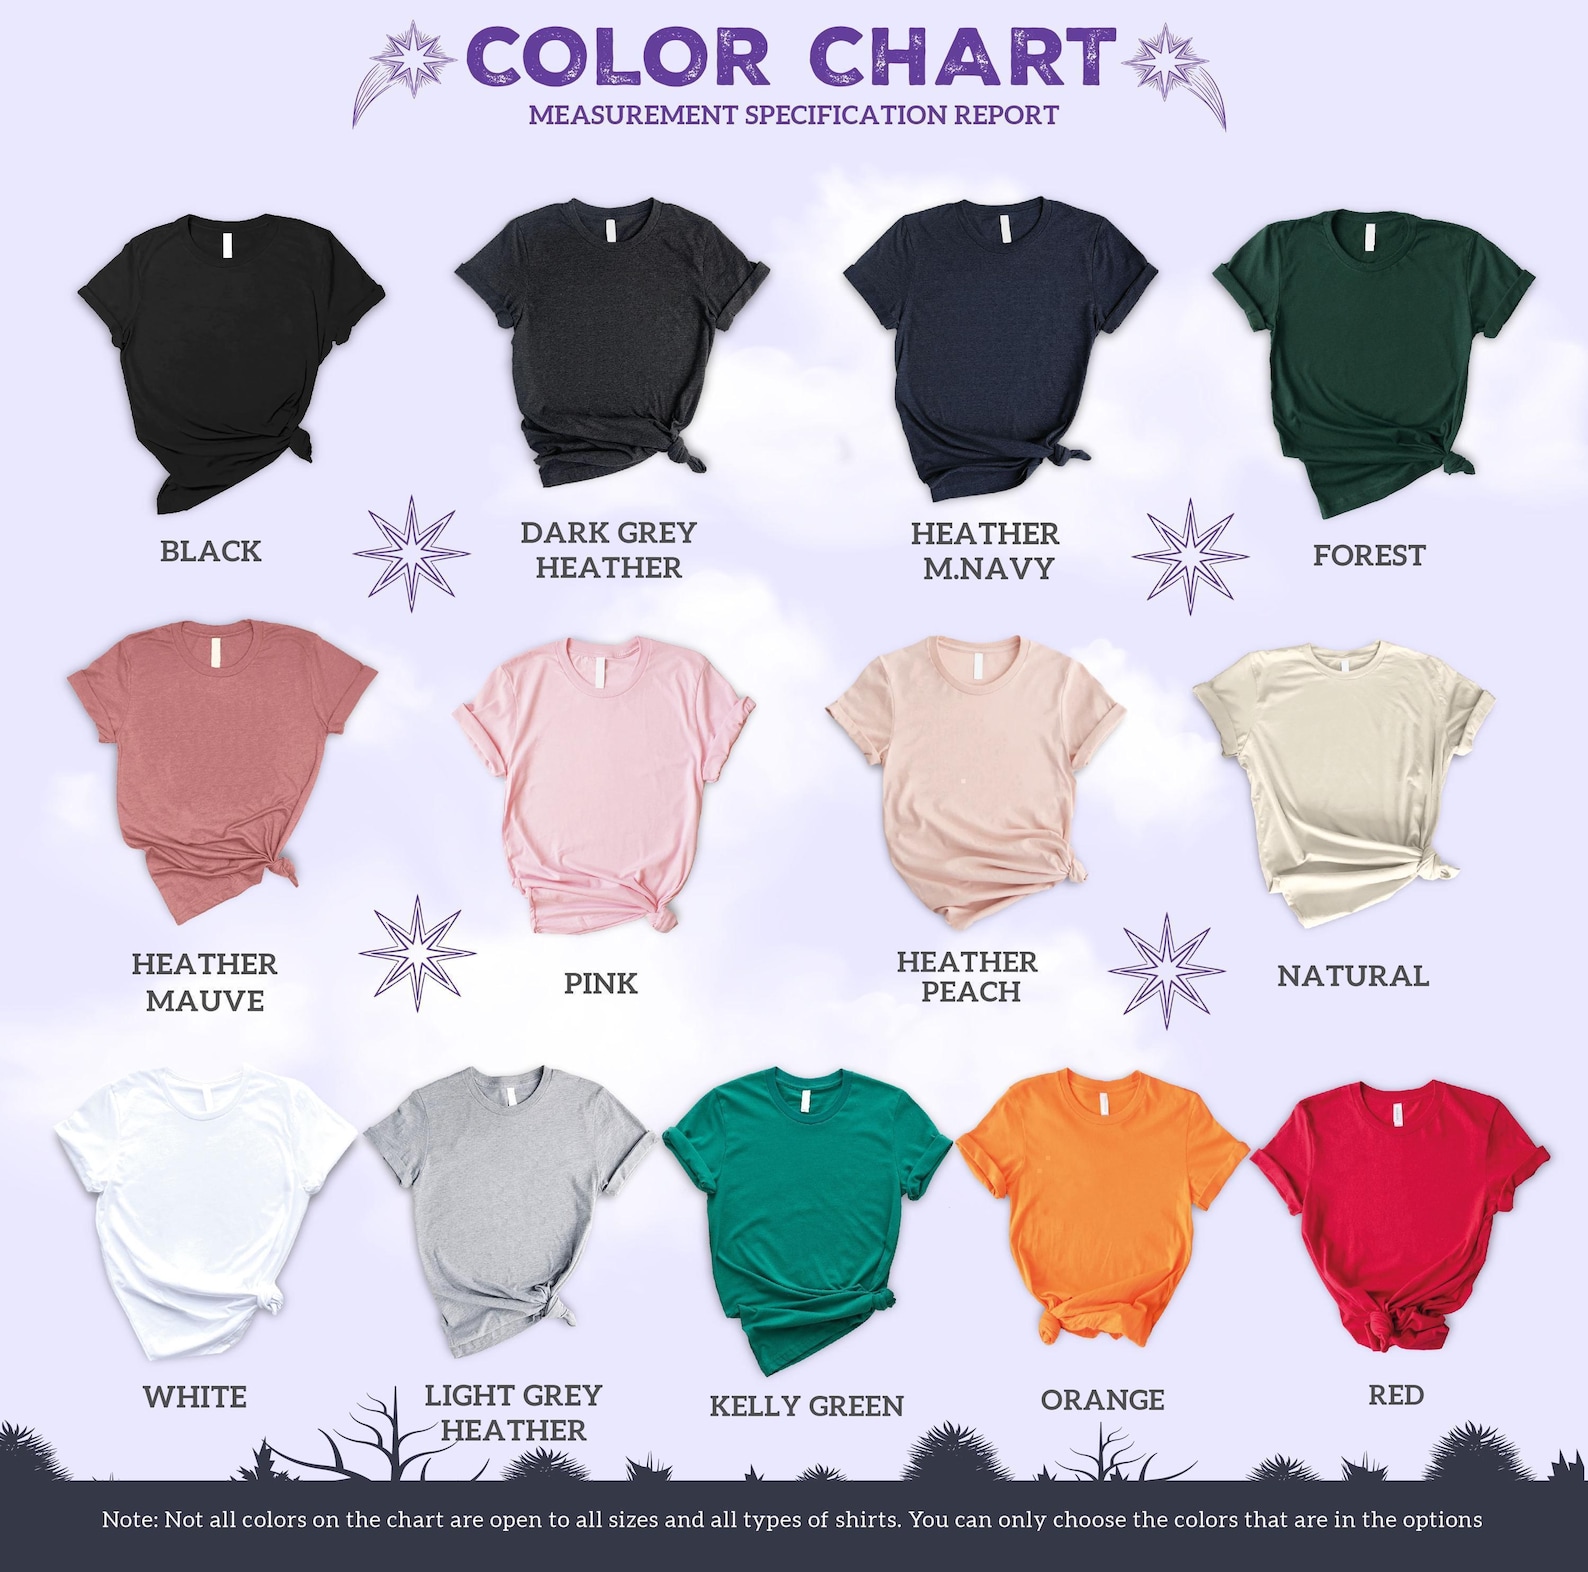 COLOR CHART
MEASUREMENT SPECIFICATION REPORT
BLACK
DARK GREY
HEATHER
HEATHER
M.NAVY
FOREST
HEATHER
MAUVE
PINK
HEATHER
PEACH
NATURAL
WHITE
LIGHT GREY
HEATHER
KELLY GREEN
ORANGE
RED
Note: Not all colors on the chart are open to all sizes and all types of shirts. You can only choose the colors that are in the options